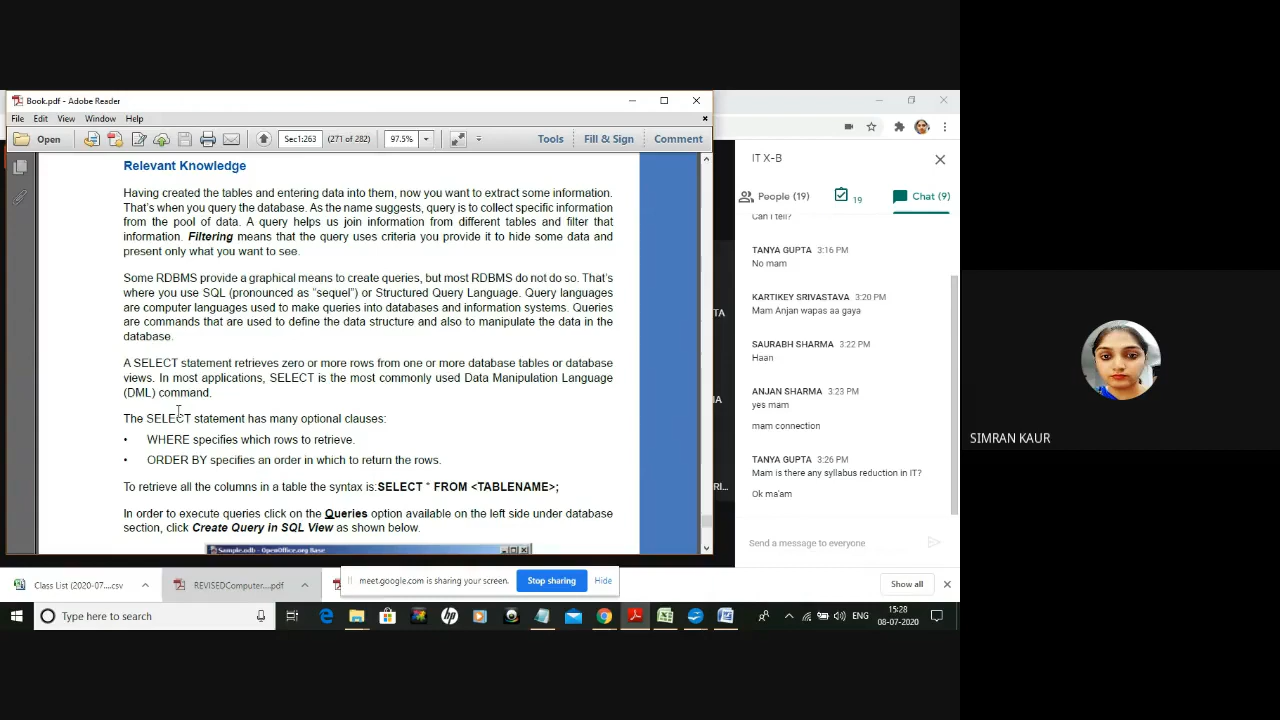 Book.pdf - Adobe Reader
File Edit View Window Help
Open
Sec1:263 (271 of 282) 97.5%
Tools Fill & Sign Comment
Relevant Knowledge
Having created the tables and entering data into them, now you want to extract some information.
That's when you query the database. As the name suggests, query is to collect specific information
from the pool of data. A query helps us join information from different tables and filter that
information. Filtering means that the query uses criteria you provide it to hide some data and
present only what you want to see.
Some RDBMS provide a graphical means to create queries, but most RDBMS do not do so. That's
where you use SQL (pronounced as "sequel") or Structured Query Language. Query languages
are computer languages used to make queries into databases and information systems. Queries
are commands that are used to define the data structure and also to manipulate the data in the
database.
A SELECT statement retrieves zero or more rows from one or more database tables or database
views. In most applications, SELECT is the most commonly used Data Manipulation Language
(DML) command.
The SELECT statement has many optional clauses:
• WHERE specifies which rows to retrieve.
• ORDER BY specifies an order in which to return the rows.
To retrieve all the columns in a table the syntax is:SELECT * FROM <TABLENAME>;
In order to execute queries click on the Queries option available on the left side under database
section, click Create Query in SQL View as shown below.
Sample.odb - OpenOffice.org Base
TA
IA
RI...
IT X-B
People (19)
19
Chat (9)
Can I tell?
TANYA GUPTA 3:16 PM
No mam
KARTIKEY SRIVASTAVA 3:20 PM
Mam Anjan wapas aa gaya
SAURABH SHARMA 3:22 PM
Haan
ANJAN SHARMA 3:23 PM
yes mam
mam connection
TANYA GUPTA 3:26 PM
Mam is there any syllabus reduction in IT?
Ok ma'am
Send a message to everyone
SIMRAN KAUR
Class List (2020-07....csv
REVISEDComputer....pdf
meet.google.com is sharing your screen.
Stop sharing
Hide
Show all
Type here to search
ENG
15:28
08-07-2020